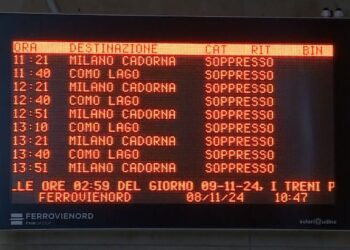 ORA DESTINAZIONE CAT RIT BIN
11:21 MILANO CADORNA SOPPRESSO
11:40 COMO LAGO SOPPRESSO
12:21 MILANO CADORNA SOPPRESSO
12:40 COMO LAGO SOPPRESSO
12:51 MILANO CADORNA SOPPRESSO
13:10 COMO LAGO SOPPRESSO
13:21 MILANO CADORNA SOPPRESSO
13:40 COMO LAGO SOPPRESSO
13:51 MILANO CADORNA SOPPRESSO
LLE ORE 02:59 DEL GIORNO 09-11-24, I TRENI P
FERROVIENORD 08/11/24 10:47
FERROVIENORD